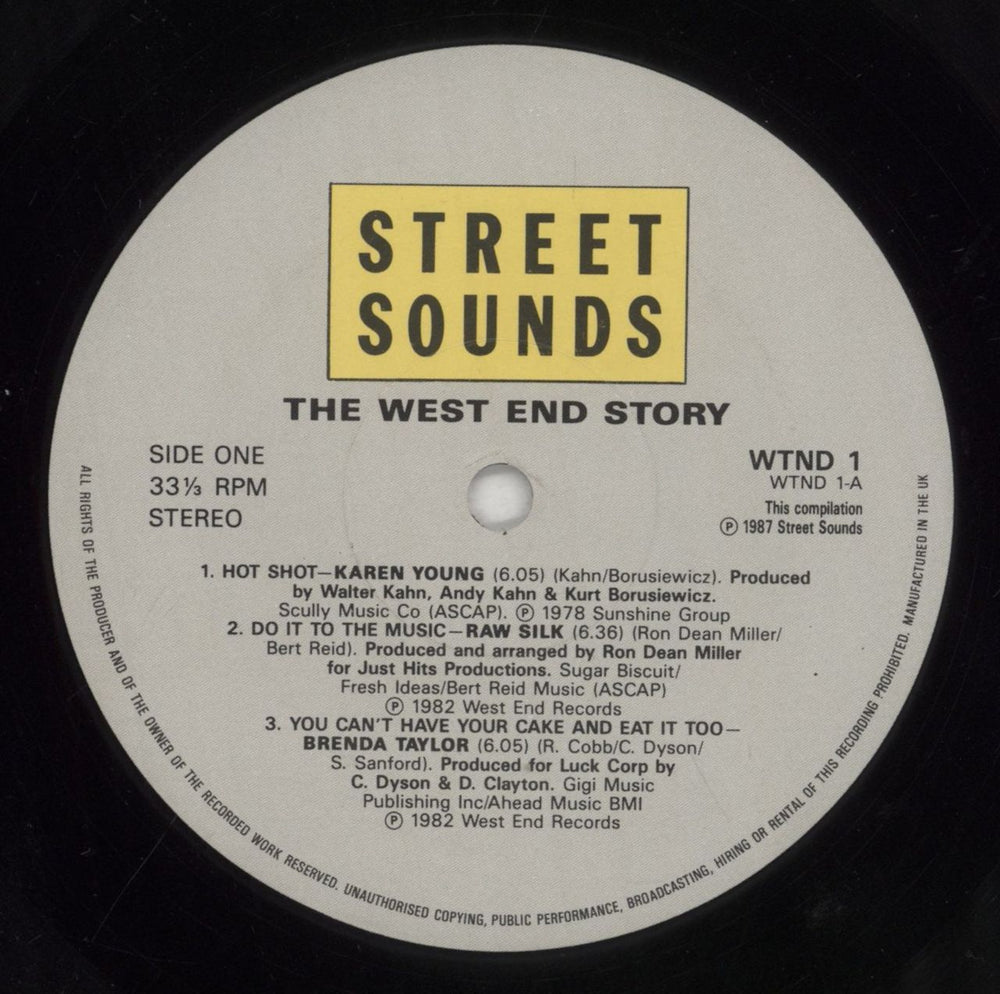 STREET
SOUNDS
THE WEST END STORY
SIDE ONE
33⅓ RPM
STEREO
WTND 1
WTND 1-A
This compilation
Ⓟ 1987 Street Sounds
1. HOT SHOT—KAREN YOUNG (6.05) (Kahn/Borusiewicz). Produced
by Walter Kahn, Andy Kahn & Kurt Borusiewicz.
Scully Music Co (ASCAP). Ⓟ 1978 Sunshine Group
2. DO IT TO THE MUSIC—RAW SILK (6.36) (Ron Dean Miller/
Bert Reid). Produced and arranged by Ron Dean Miller
for Just Hits Productions. Sugar Biscuit/
Fresh Ideas/Bert Reid Music (ASCAP)
Ⓟ 1982 West End Records
3. YOU CAN'T HAVE YOUR CAKE AND EAT IT TOO—
BRENDA TAYLOR (6.05) (R. Cobb/C. Dyson/
S. Sanford). Produced for Luck Corp by
C. Dyson & D. Clayton. Gigi Music
Publishing Inc/Ahead Music BMI
Ⓟ 1982 West End Records
ALL RIGHTS OF THE PRODUCER AND OF THE OWNER OF THE RECORDED WORK RESERVED. UNAUTHORISED COPYING, PUBLIC PERFORMANCE, BROADCASTING, HIRING OR RENTAL OF THIS RECORDING PROHIBITED. MANUFACTURED IN THE UK